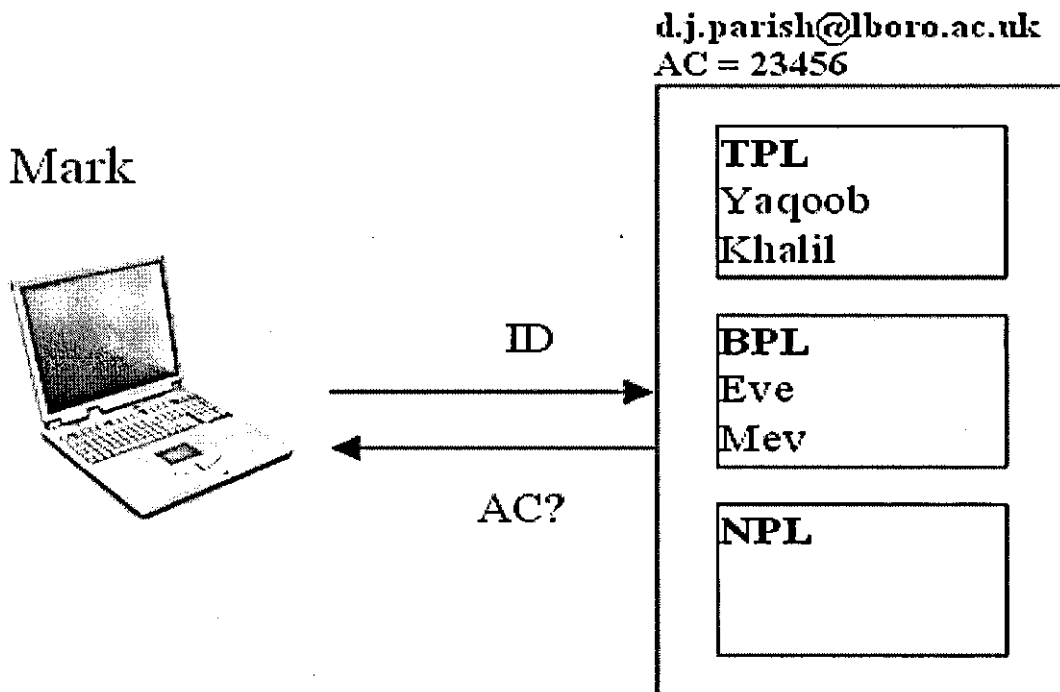 d.j.parish@lboro.ac.uk
AC = 23456
Mark
TPL
Yaqoob
Khalil
ID
BPL
Eve
Mev
AC?
NPL